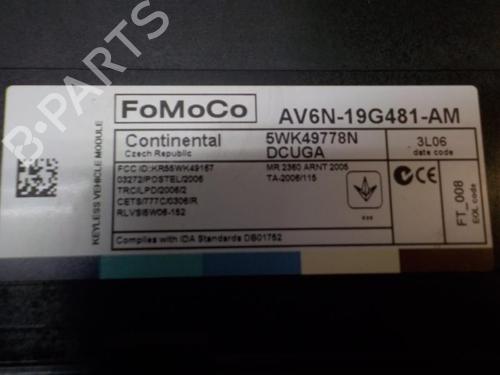 B-PARTS
FoMoCo
AV6N-19G481-AM
KEYLESS VEHICLE MODULE
Continental
Czech Republic
5WK49778N
DCUGA
3L06
date code
FCC ID:KR55WK49167
03272/POSTEL/2006
TRC/LPD/2006/2
CETS/777C/0306/R
RLVSI5W06-152
MR 2360 ARNT 2005
TA-2006/115
CE
FT_008
EOL code
Complies with IDA Standards DB01752